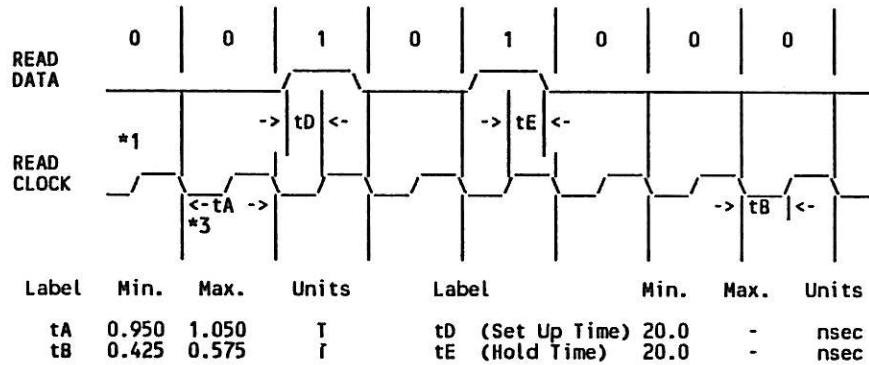 0 0 1 0 1 0 0 0
READ
DATA
-> tD <- -> tE <-
*1
READ
CLOCK
<-tA -> -> tB <-
*3
Label Min. Max. Units Label Min. Max. Units
tA 0.950 1.050 T tD (Set Up Time) 20.0 - nsec
tB 0.425 0.575 T tE (Hold Time) 20.0 - nsec